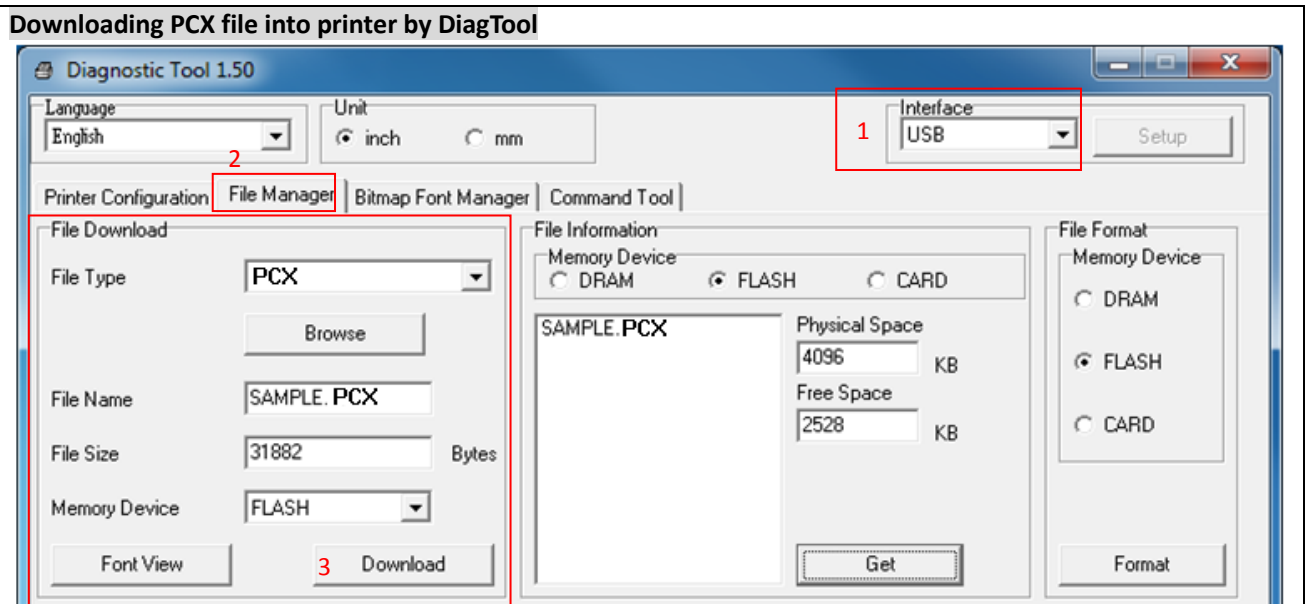 Downloading PCX file into printer by DiagTool
Diagnostic Tool 1.50
Language
English
Unit
inch
mm
1
Interface
USB
Setup
2
Printer Configuration
File Manager
Bitmap Font Manager
Command Tool
File Download
File Type
PCX
Browse
File Name
SAMPLE.PCX
File Size
31882
Bytes
Memory Device
FLASH
Font View
3
Download
File Information
Memory Device
DRAM
FLASH
CARD
SAMPLE.PCX
Physical Space
4096
KB
Free Space
2528
KB
Get
File Format
Memory Device
DRAM
FLASH
CARD
Format